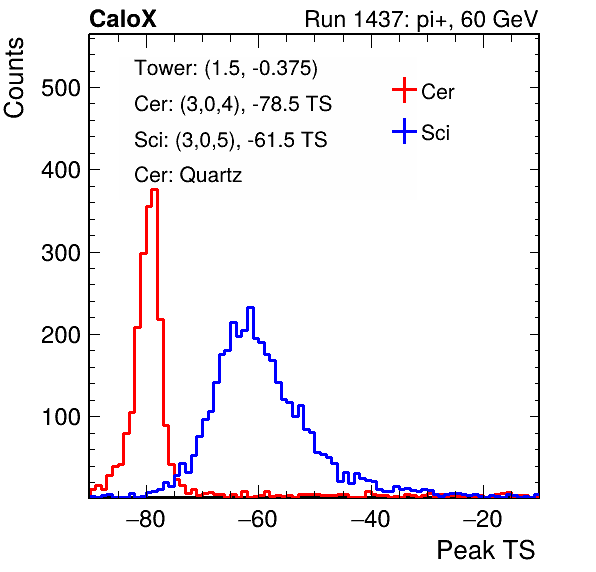 CaloX Run 1437: pi+, 60 GeV
Counts
Tower: (1.5, -0.375)
Cer: (3,0,4), -78.5 TS
Sci: (3,0,5), -61.5 TS
Cer: Quartz
Cer
Sci
500
400
300
200
100
−80 −60 −40 −20
Peak TS